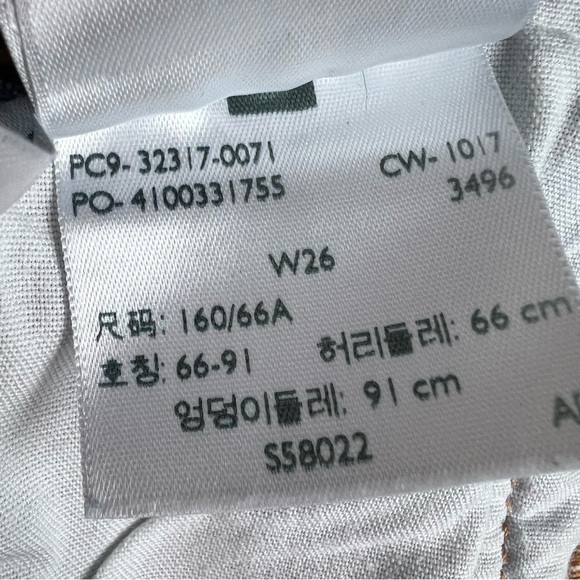 PC9-32317-0071 CW-1017
PO-4100331755 3496
W26
尺码: 160/66A
호칭: 66-91 허리둘레: 66 cm
엉덩이둘레: 91 cm
S58022